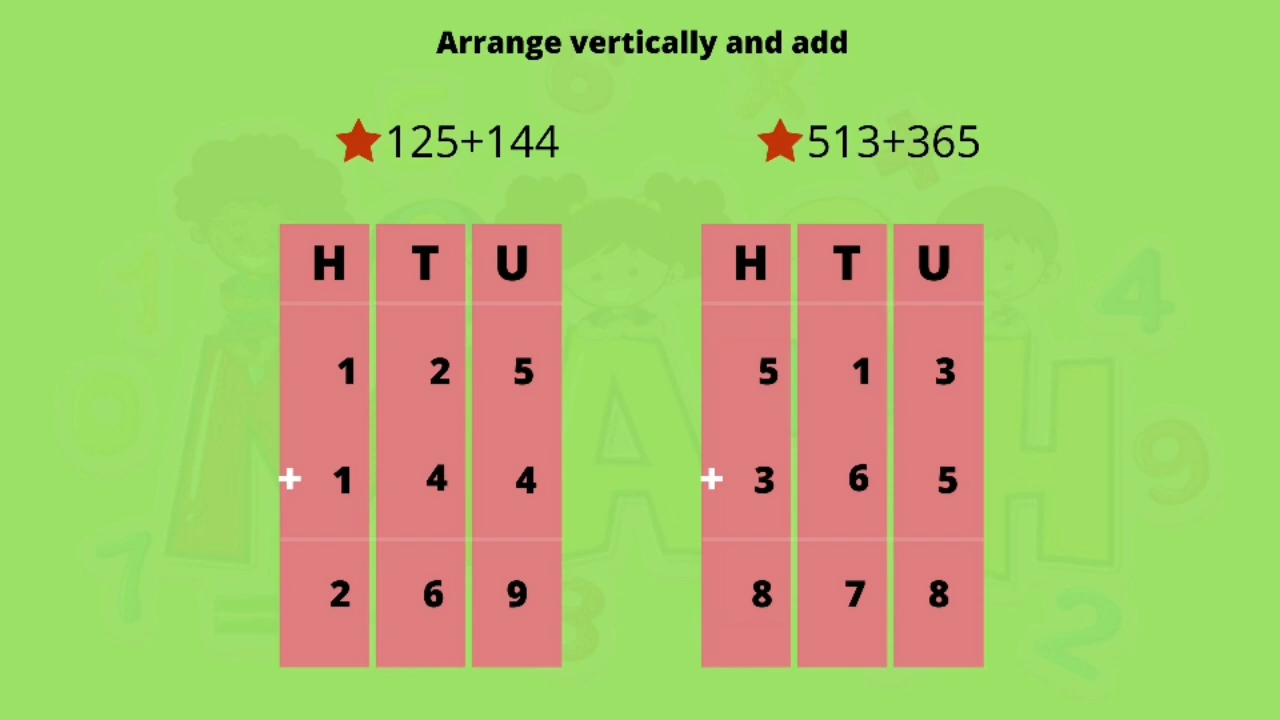 Arrange vertically and add
125+144 513+365
H T U H T U
1 2 5 5 1 3
+ 1 4 4 + 3 6 5
2 6 9 8 7 8